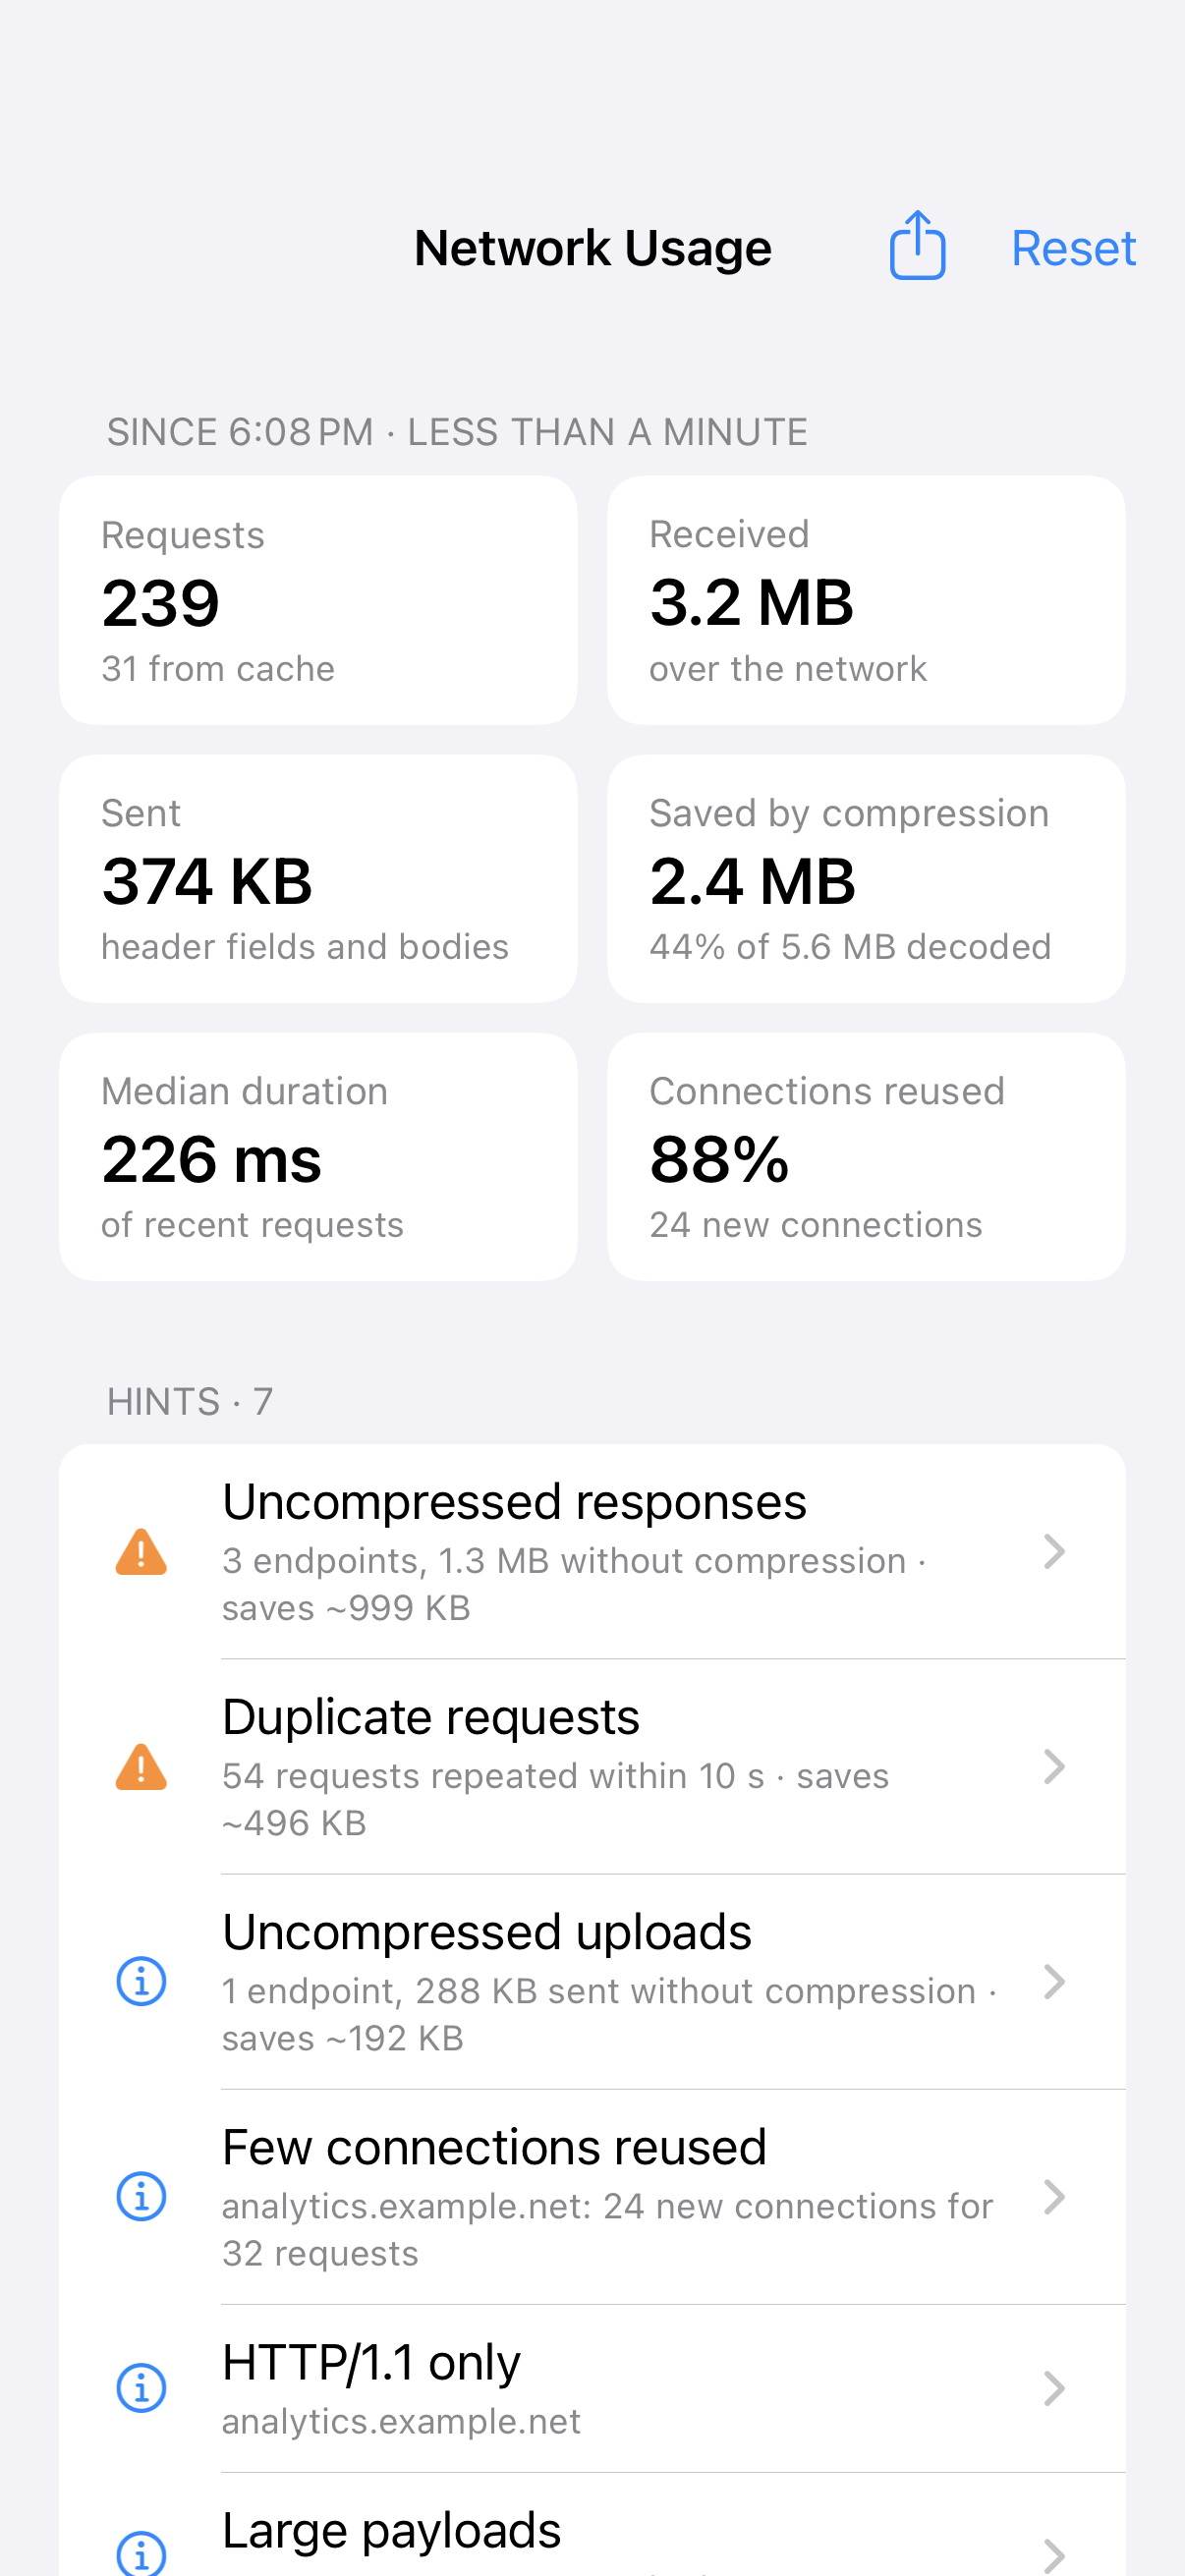 Network Usage
Reset
SINCE 6:08 PM · LESS THAN A MINUTE
Requests
239
31 from cache
Received
3.2 MB
over the network
Sent
374 KB
header fields and bodies
Saved by compression
2.4 MB
44% of 5.6 MB decoded
Median duration
226 ms
of recent requests
Connections reused
88%
24 new connections
HINTS · 7
Uncompressed responses
3 endpoints, 1.3 MB without compression ·
saves ~999 KB
Duplicate requests
54 requests repeated within 10 s · saves
~496 KB
Uncompressed uploads
1 endpoint, 288 KB sent without compression ·
saves ~192 KB
Few connections reused
analytics.example.net: 24 new connections for
32 requests
HTTP/1.1 only
analytics.example.net
Large payloads